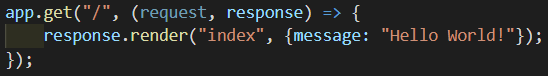 app.get("/", (request, response) => {
    response.render("index", {message: "Hello World!"});
});